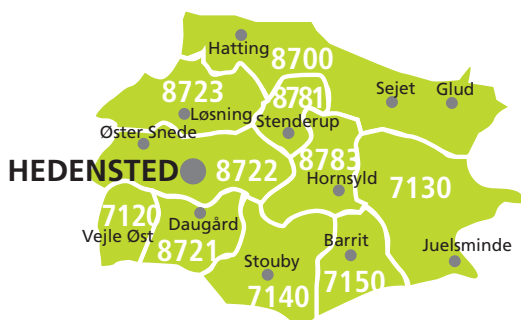 Hatting
8700
8723
8781
Sejet
Glud
Løsning
Stenderup
Øster Snede
HEDENSTED
8722
8783
Hornsyld
7130
7120
Daugård
Vejle Øst
8721
Barrit
Juelsminde
Stouby
7150
7140